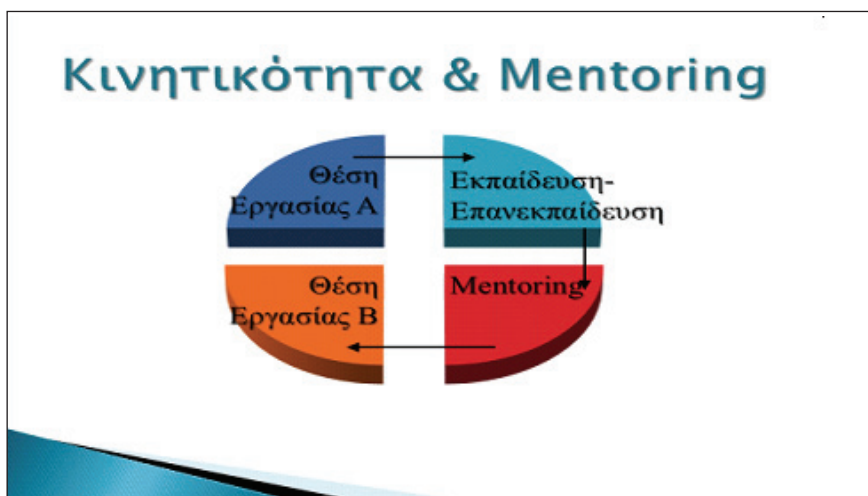 Κινητικότητα & Mentoring
Θέση
Εργασίας Α
Εκπαίδευση-
Επανεκπαίδευση
Θέση
Εργασίας Β
Mentoring